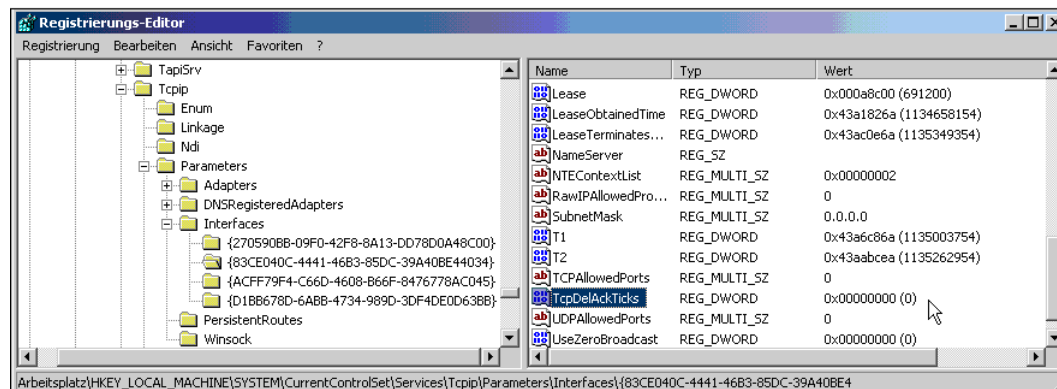 Registrierungs-Editor
Registrierung Bearbeiten Ansicht Favoriten ?
TapiSrv
Tcpip
Enum
Linkage
Ndi
Parameters
Adapters
DNSRegisteredAdapters
Interfaces
{270590BB-09F0-42F8-8A13-DD78D0A48C00}
{83CE040C-4441-46B3-85DC-39A40BE44034}
{ACFF79F4-C66D-4608-B66F-8476778AC045}
{D1BB678D-6ABB-4734-989D-3DF4DE0D63BB}
PersistentRoutes
Winsock
Name Typ Wert
Lease REG_DWORD 0x000a8c00 (691200)
LeaseObtainedTime REG_DWORD 0x43a1826a (1134658154)
LeaseTerminates... REG_DWORD 0x43ac0e6a (1135349354)
NameServer REG_SZ
NTEContextList REG_MULTI_SZ 0x00000002
RawIPAllowedPro... REG_MULTI_SZ 0
SubnetMask REG_MULTI_SZ 0.0.0.0
T1 REG_DWORD 0x43a6c86a (1135003754)
T2 REG_DWORD 0x43aabcea (1135262954)
TCPAllowedPorts REG_MULTI_SZ 0
TcpDelAckTicks REG_DWORD 0x00000000 (0)
UDPAllowedPorts REG_MULTI_SZ 0
UseZeroBroadcast REG_DWORD 0x00000000 (0)
Arbeitsplatz\HKEY_LOCAL_MACHINE\SYSTEM\CurrentControlSet\Services\Tcpip\Parameters\Interfaces\{83CE040C-4441-46B3-85DC-39A40BE4